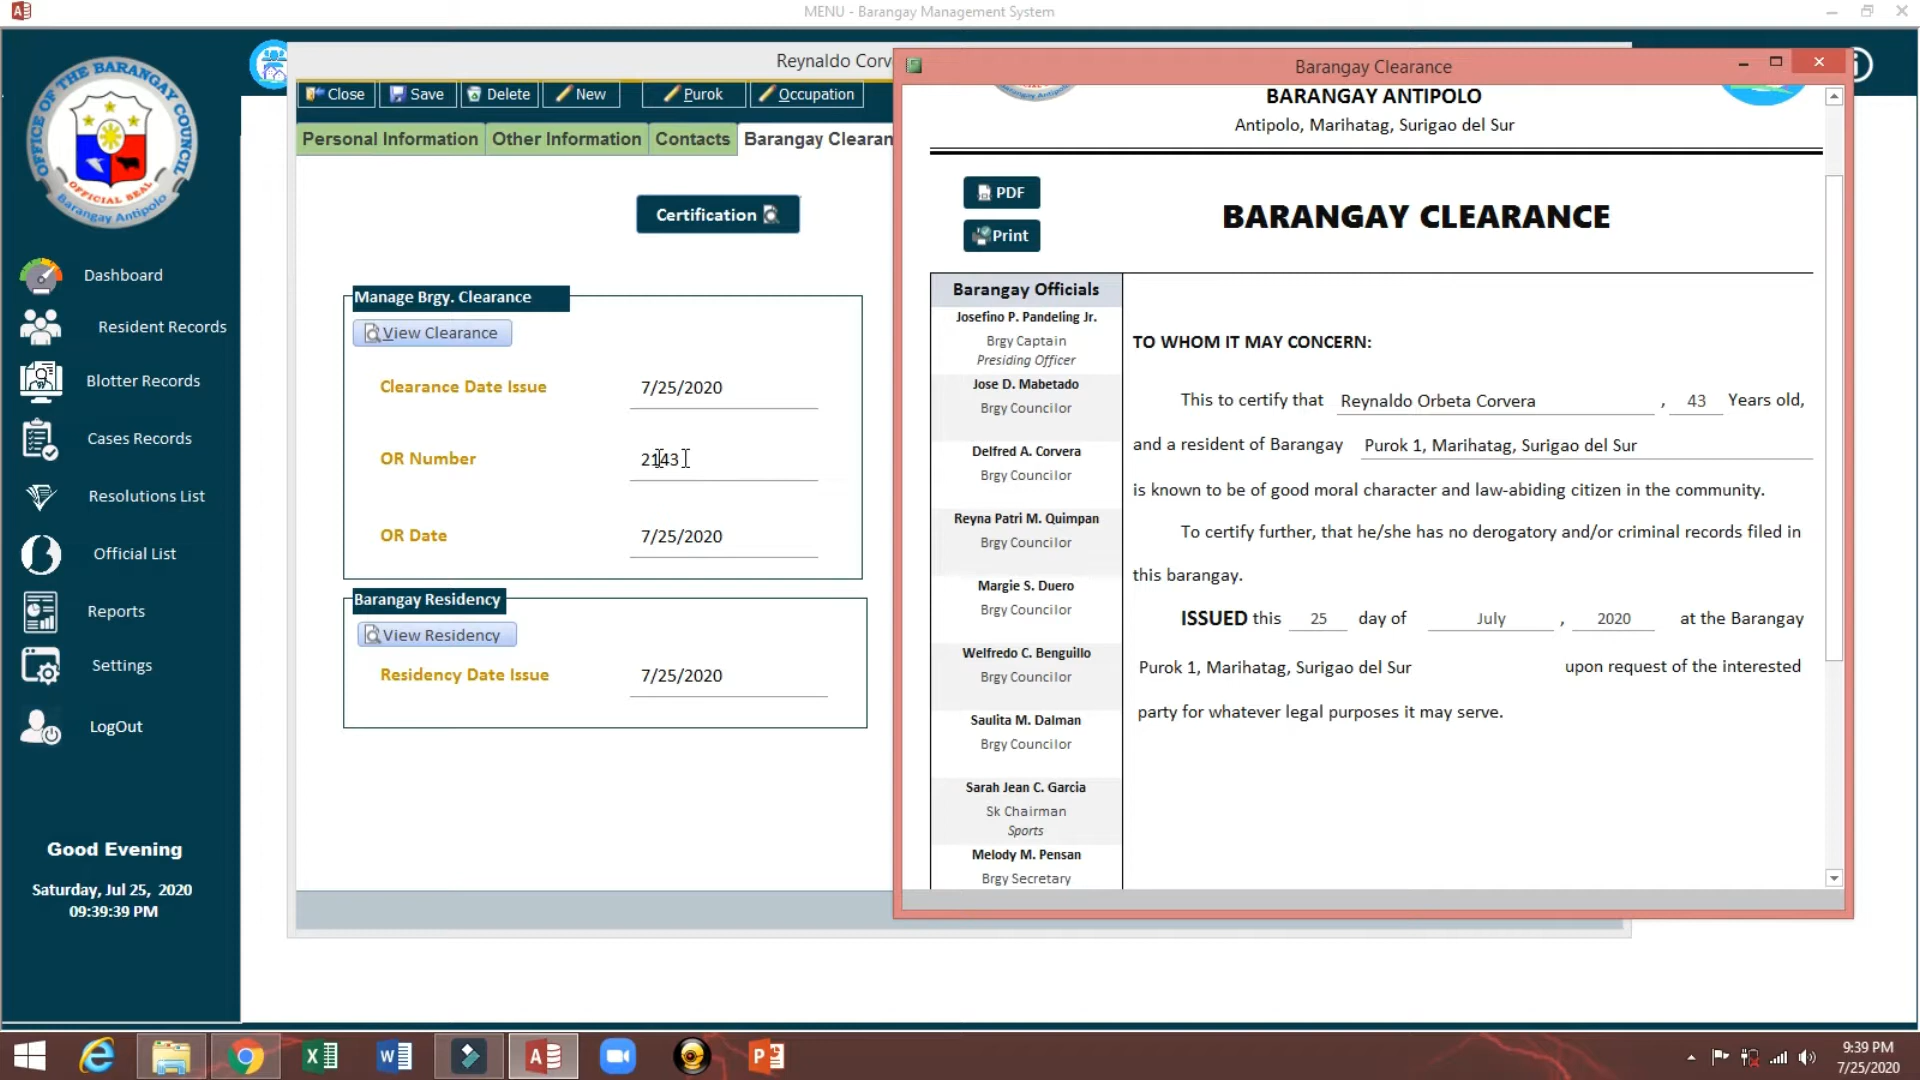 MENU - Barangay Management System
OFFICE OF THE BARANGAY COUNCIL
OFFICIAL SEAL
Barangay Antipolo
Dashboard
Resident Records
Blotter Records
Cases Records
Resolutions List
Official List
Reports
Settings
LogOut
Good Evening
Saturday, Jul 25, 2020
09:39:39 PM
Reynaldo Corv
Close
Save
Delete
New
Purok
Occupation
Personal Information
Other Information
Contacts
Barangay Clearan
Certification
Manage Brgy. Clearance
View Clearance
Clearance Date Issue 7/25/2020
OR Number 2143
OR Date 7/25/2020
Barangay Residency
View Residency
Residency Date Issue 7/25/2020
Barangay Clearance
BARANGAY ANTIPOLO
Antipolo, Marihatag, Surigao del Sur
PDF
Print
BARANGAY CLEARANCE
Barangay Officials
Josefino P. Pandeling Jr.
Brgy Captain
Presiding Officer
Jose D. Mabetado
Brgy Councilor
Delfred A. Corvera
Brgy Councilor
Reyna Patri M. Quimpan
Brgy Councilor
Margie S. Duero
Brgy Councilor
Welfredo C. Benguillo
Brgy Councilor
Saulita M. Dalman
Brgy Councilor
Sarah Jean C. Garcia
Sk Chairman
Sports
Melody M. Pensan
Brgy Secretary
TO WHOM IT MAY CONCERN:
This to certify that Reynaldo Orbeta Corvera , 43 Years old,
and a resident of Barangay Purok 1, Marihatag, Surigao del Sur
is known to be of good moral character and law-abiding citizen in the community.
To certify further, that he/she has no derogatory and/or criminal records filed in
this barangay.
ISSUED this 25 day of July , 2020 at the Barangay
Purok 1, Marihatag, Surigao del Sur upon request of the interested
party for whatever legal purposes it may serve.
9:39 PM
7/25/2020